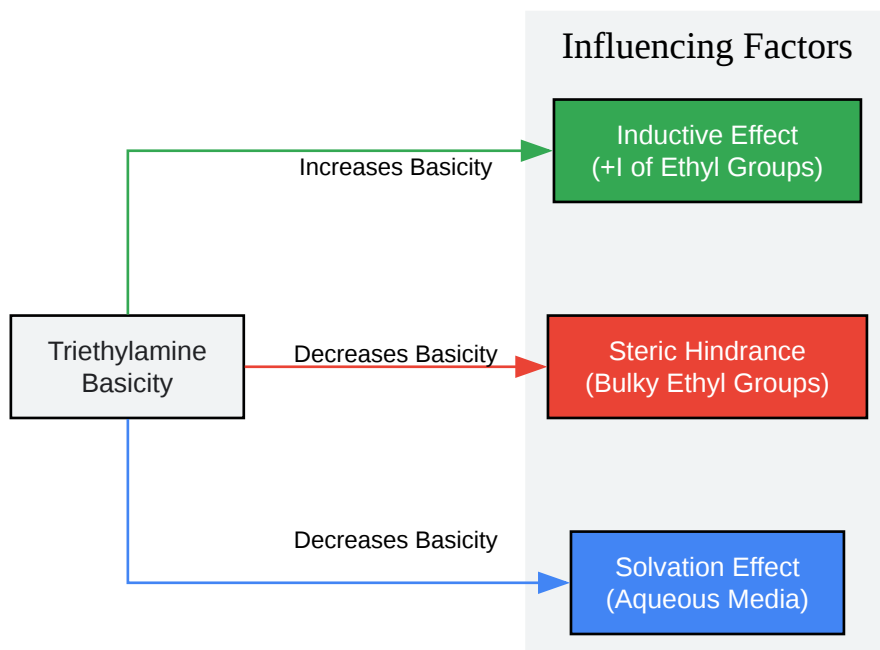 Influencing Factors
Inductive Effect
(+I of Ethyl Groups)
Increases Basicity
Triethylamine
Basicity
Decreases Basicity
Steric Hindrance
(Bulky Ethyl Groups)
Decreases Basicity
Solvation Effect
(Aqueous Media)